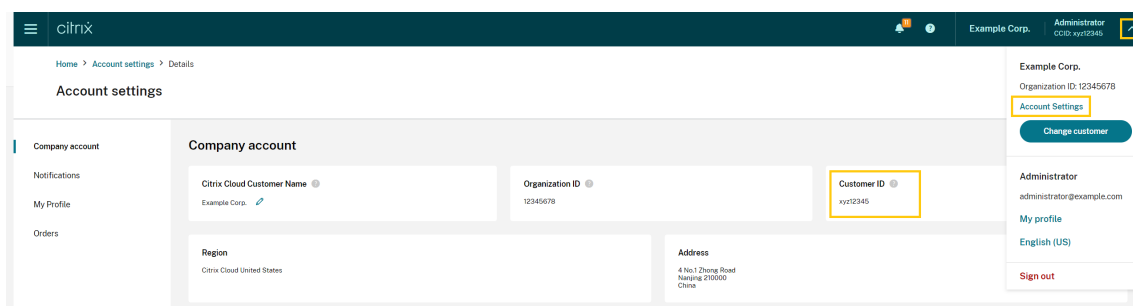 citrix
11
?
Example Corp.
Administrator
CCID: xyz12345
Home > Account settings > Details
Account settings
Example Corp.
Organization ID: 12345678
Account Settings
Change customer
Administrator
administrator@example.com
My profile
English (US)
Sign out
Company account
Notifications
My Profile
Orders
Company account
Citrix Cloud Customer Name ?
Example Corp.
Organization ID ?
12345678
Customer ID ?
xyz12345
Region
Citrix Cloud United States
Address
4 No.1 Zhong Road
Nanjing 210000
China